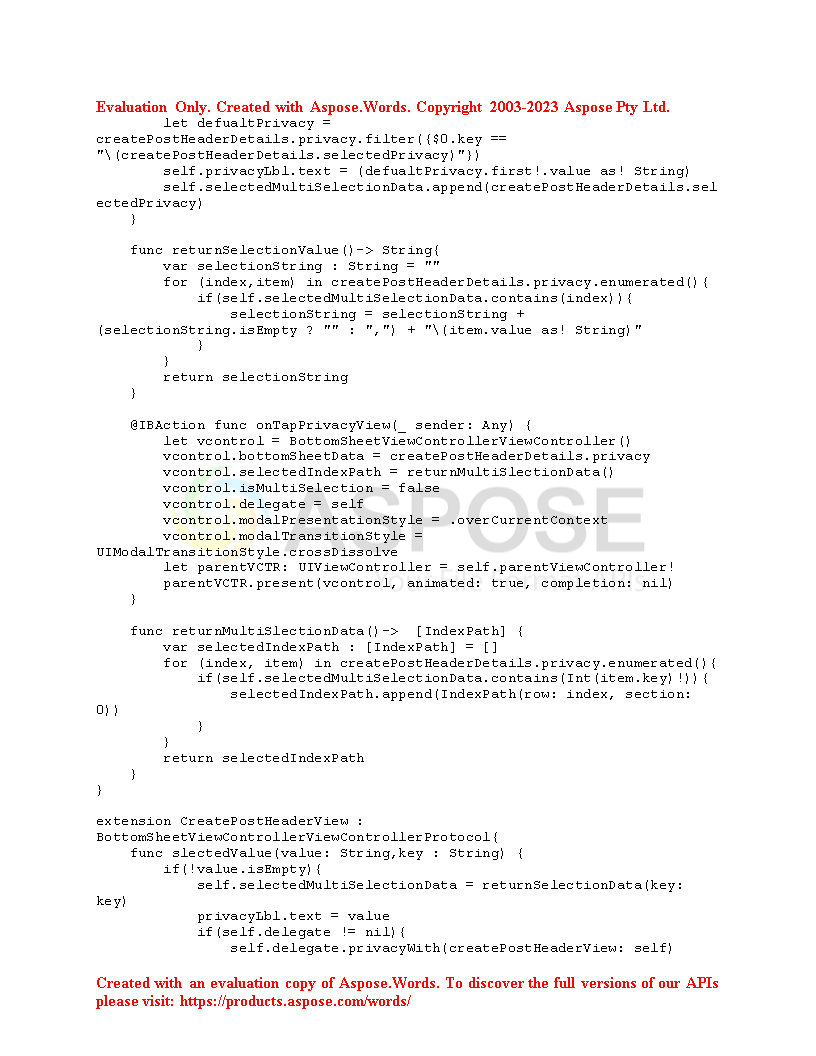 Evaluation Only. Created with Aspose.Words. Copyright 2003-2023 Aspose Pty Ltd.
        let defualtPrivacy =
createPostHeaderDetails.privacy.filter({$0.key ==
"\(createPostHeaderDetails.selectedPrivacy)"})
        self.privacyLbl.text = (defualtPrivacy.first!.value as! String)
        self.selectedMultiSelectionData.append(createPostHeaderDetails.sel
ectedPrivacy)
    }

    func returnSelectionValue()-> String{
        var selectionString : String = ""
        for (index,item) in createPostHeaderDetails.privacy.enumerated(){
            if(self.selectedMultiSelectionData.contains(index)){
                selectionString = selectionString +
(selectionString.isEmpty ? "" : ",") + "\(item.value as! String)"
            }
        }
        return selectionString
    }

    @IBAction func onTapPrivacyView(_ sender: Any) {
        let vcontrol = BottomSheetViewControllerViewController()
        vcontrol.bottomSheetData = createPostHeaderDetails.privacy
        vcontrol.selectedIndexPath = returnMultiSlectionData()
        vcontrol.isMultiSelection = false
        vcontrol.delegate = self
        vcontrol.modalPresentationStyle = .overCurrentContext
        vcontrol.modalTransitionStyle =
UIModalTransitionStyle.crossDissolve
        let parentVCTR: UIViewController = self.parentViewController!
        parentVCTR.present(vcontrol, animated: true, completion: nil)
    }

    func returnMultiSlectionData()->  [IndexPath] {
        var selectedIndexPath : [IndexPath] = []
        for (index, item) in createPostHeaderDetails.privacy.enumerated(){
            if(self.selectedMultiSelectionData.contains(Int(item.key)!)){
                selectedIndexPath.append(IndexPath(row: index, section:
0))
            }
        }
        return selectedIndexPath
    }
}

extension CreatePostHeaderView :
BottomSheetViewControllerViewControllerProtocol{
    func slectedValue(value: String,key : String) {
        if(!value.isEmpty){
            self.selectedMultiSelectionData = returnSelectionData(key:
key)
            privacyLbl.text = value
            if(self.delegate != nil){
                self.delegate.privacyWith(createPostHeaderView: self)
ASPOSE
Created with an evaluation copy of Aspose.Words. To discover the full versions of our APIs
please visit: https://products.aspose.com/words/